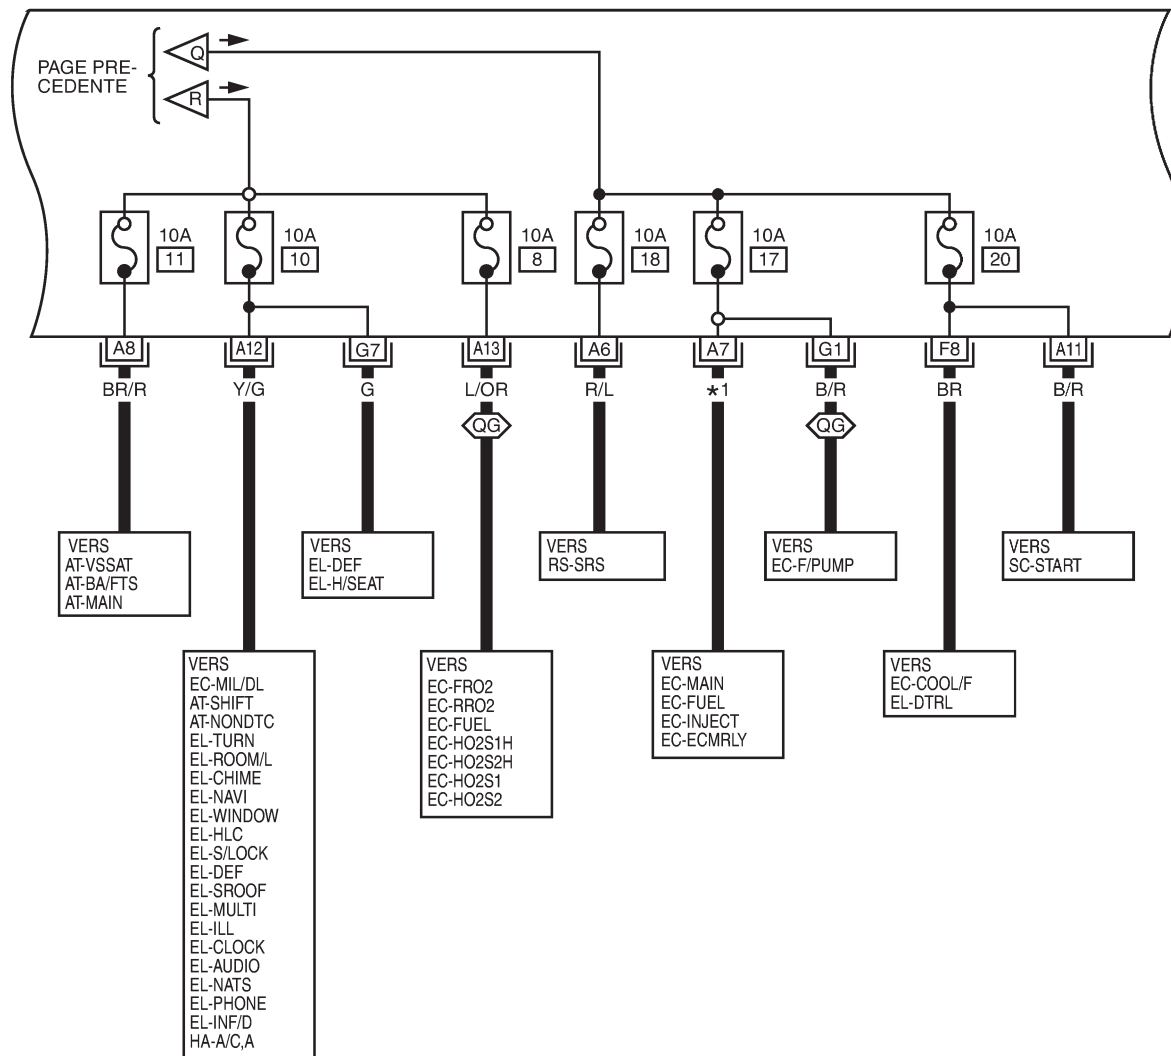 PAGE PRE-
CEDENTE
Q
R
10A
11
10A
10
10A
8
10A
18
10A
17
10A
20
A8
A12
G7
A13
A6
A7
G1
F8
A11
BR/R
Y/G
G
L/OR
R/L
★1
B/R
BR
B/R
QG
QG
VERS
AT-VSSAT
AT-BA/FTS
AT-MAIN
VERS
EL-DEF
EL-H/SEAT
VERS
RS-SRS
VERS
EC-F/PUMP
VERS
SC-START
VERS
EC-MIL/DL
AT-SHIFT
AT-NONDTC
EL-TURN
EL-ROOM/L
EL-CHIME
EL-NAVI
EL-WINDOW
EL-HLC
EL-S/LOCK
EL-DEF
EL-SROOF
EL-MULTI
EL-ILL
EL-CLOCK
EL-AUDIO
EL-NATS
EL-PHONE
EL-INF/D
HA-A/C,A
VERS
EC-FRO2
EC-RRO2
EC-FUEL
EC-HO2S1H
EC-HO2S2H
EC-HO2S1
EC-HO2S2
VERS
EC-MAIN
EC-FUEL
EC-INJECT
EC-ECMRLY
VERS
EC-COOL/F
EL-DTRL